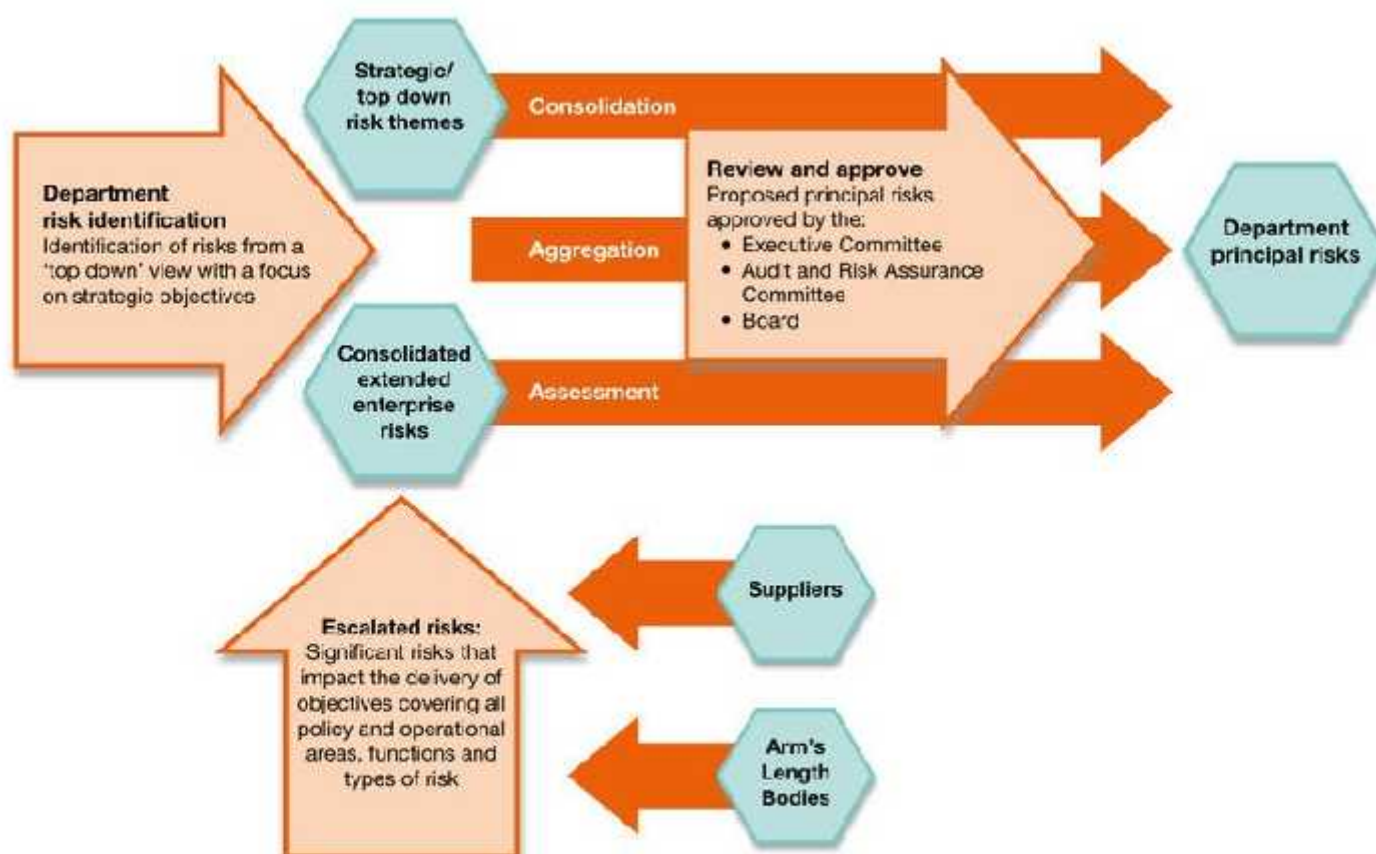 Strategic/
top down
risk themes
Consolidation
Department
risk identification
Identification of risks from a
‘top down’ view with a focus
on strategic objectives
Review and approve
Proposed principal risks
approved by the:
• Executive Committee
• Audit and Risk Assurance
Committee
• Board
Aggregation
Department
principal risks
Consolidated
extended
enterprise
risks
Assessment
Suppliers
Escalated risks:
Significant risks that
impact the delivery of
objectives covering all
policy and operational
areas, functions and
types of risk
Arm's
Length
Bodies